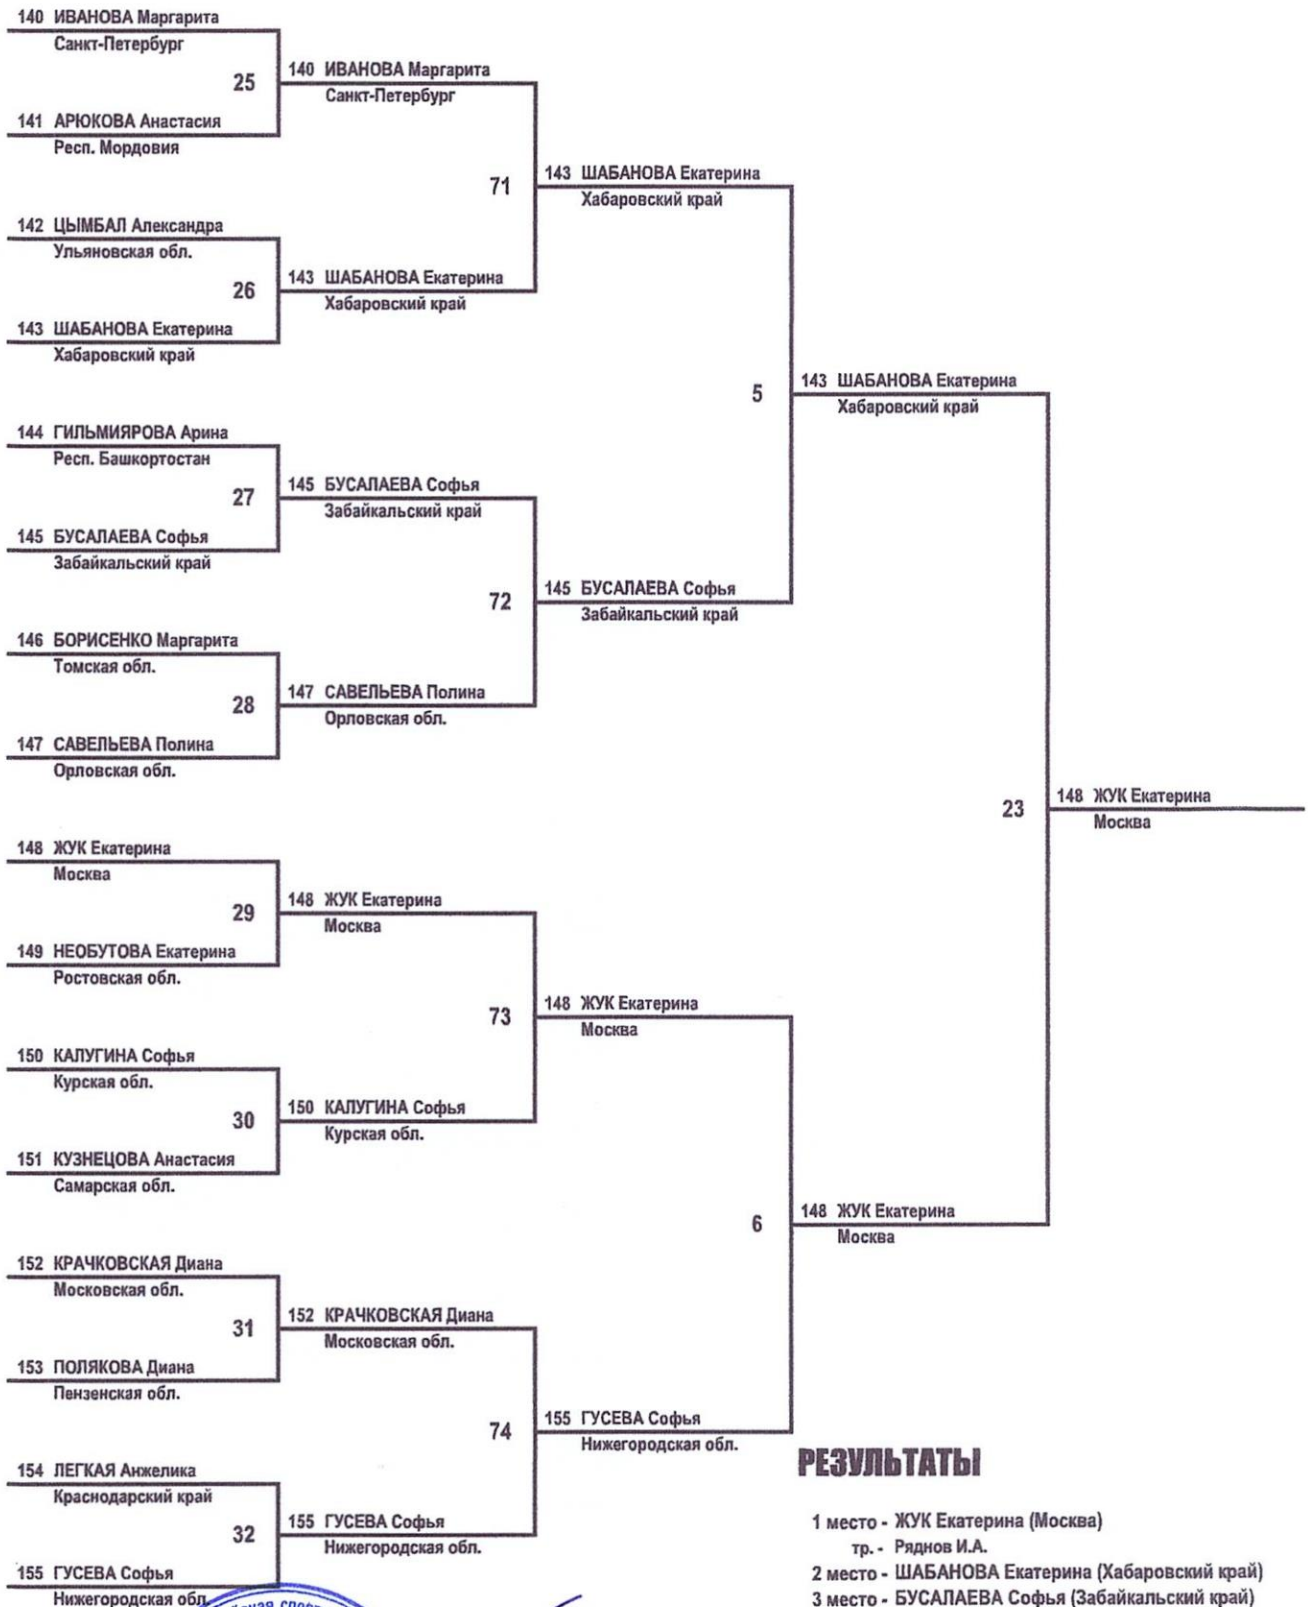 140 ИВАНОВА Маргарита
Санкт-Петербург
25
141 АРЮКОВА Анастасия
Респ. Мордовия
142 ЦЫМБАЛ Александра
Ульяновская обл.
26
143 ШАБАНОВА Екатерина
Хабаровский край
144 ГИЛЬМИЯРОВА Арина
Респ. Башкортостан
27
145 БУСАЛАЕВА Софья
Забайкальский край
146 БОРИСЕНКО Маргарита
Томская обл.
28
147 САВЕЛЬЕВА Полина
Орловская обл.
148 ЖУК Екатерина
Москва
29
149 НЕОБУТОВА Екатерина
Ростовская обл.
150 КАЛУГИНА Софья
Курская обл.
30
151 КУЗНЕЦОВА Анастасия
Самарская обл.
152 КРАЧКОВСКАЯ Диана
Московская обл.
31
153 ПОЛЯКОВА Диана
Пензенская обл.
154 ЛЕГКАЯ Анжелика
Краснодарский край
32
155 ГУСЕВА Софья
Нижегородская обл.
140 ИВАНОВА Маргарита
Санкт-Петербург
71
143 ШАБАНОВА Екатерина
Хабаровский край
145 БУСАЛАЕВА Софья
Забайкальский край
72
147 САВЕЛЬЕВА Полина
Орловская обл.
148 ЖУК Екатерина
Москва
73
150 КАЛУГИНА Софья
Курская обл.
152 КРАЧКОВСКАЯ Диана
Московская обл.
74
155 ГУСЕВА Софья
Нижегородская обл.
143 ШАБАНОВА Екатерина
Хабаровский край
5
145 БУСАЛАЕВА Софья
Забайкальский край
148 ЖУК Екатерина
Москва
6
155 ГУСЕВА Софья
Нижегородская обл.
143 ШАБАНОВА Екатерина
Хабаровский край
23
148 ЖУК Екатерина
Москва
148 ЖУК Екатерина
Москва
РЕЗУЛЬТАТЫ
1 место - ЖУК Екатерина (Москва)
тр. - Ряднов И.А.
2 место - ШАБАНОВА Екатерина (Хабаровский край)
3 место - БУСАЛАЕВА Софья (Забайкальский край)